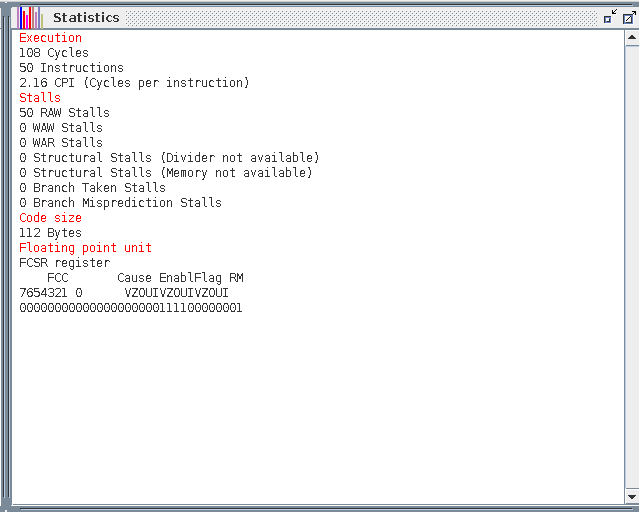 Statistics
Execution
108 Cycles
50 Instructions
2.16 CPI (Cycles per instruction)
Stalls
50 RAW Stalls
0 WAW Stalls
0 WAR Stalls
0 Structural Stalls (Divider not available)
0 Structural Stalls (Memory not available)
0 Branch Taken Stalls
0 Branch Misprediction Stalls
Code size
112 Bytes
Floating point unit
FCSR register
FCC Cause EnablFlag RM
7654321 0 VZOUIVZOUIVZOUI
00000000000000000000111100000001